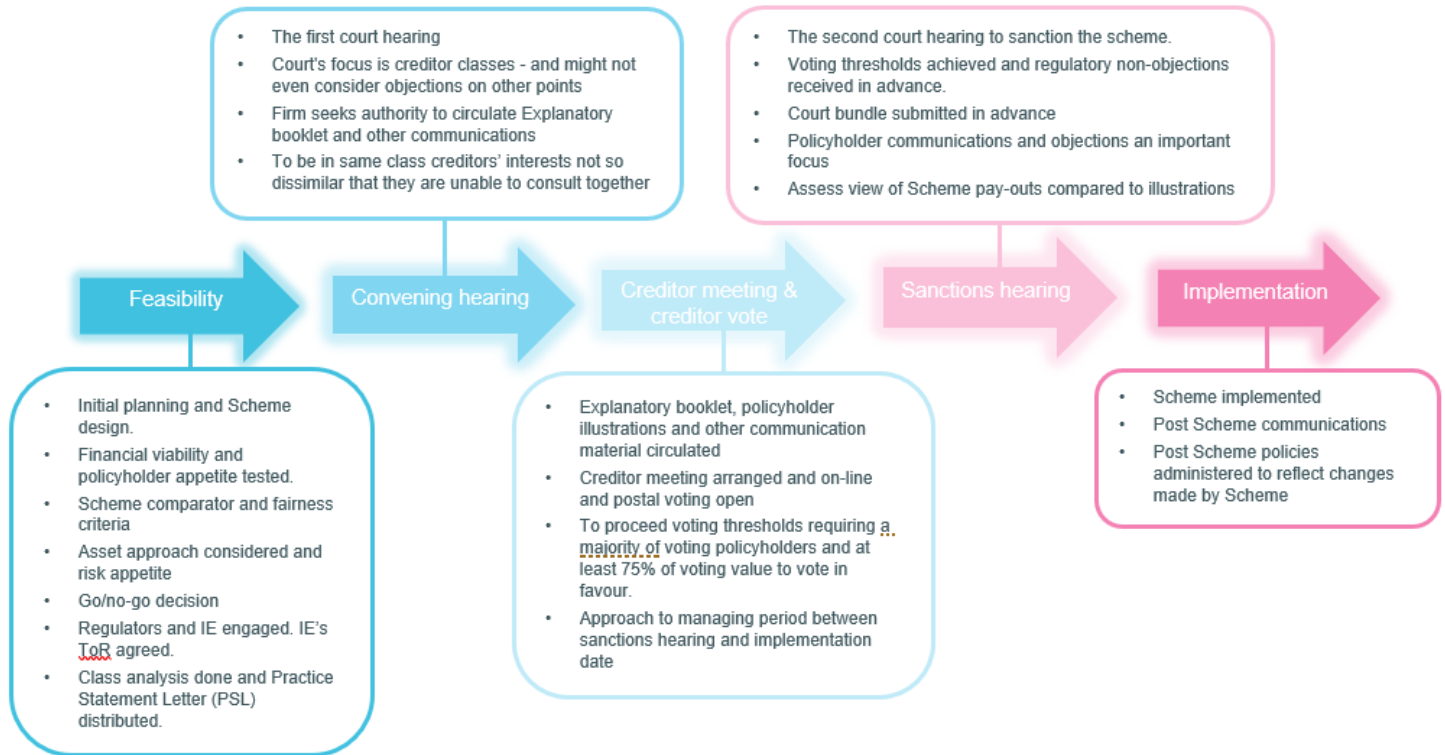 • The first court hearing
• Court's focus is creditor classes - and might not
even consider objections on other points
• Firm seeks authority to circulate Explanatory
booklet and other communications
• To be in same class creditors' interests not so
dissimilar that they are unable to consult together
• The second court hearing to sanction the scheme.
• Voting thresholds achieved and regulatory non-objections
received in advance.
• Court bundle submitted in advance
• Policyholder communications and objections an important
focus
• Assess view of Scheme pay-outs compared to illustrations
Feasibility
Convening hearing
Creditor meeting &
creditor vote
Sanctions hearing
Implementation
• Initial planning and Scheme
design.
• Financial viability and
policyholder appetite tested.
• Scheme comparator and fairness
criteria
• Asset approach considered and
risk appetite
• Go/no-go decision
• Regulators and IE engaged. IE's
ToR agreed.
• Class analysis done and Practice
Statement Letter (PSL)
distributed.
• Explanatory booklet, policyholder
illustrations and other communication
material circulated
• Creditor meeting arranged and on-line
and postal voting open
• To proceed voting thresholds requiring a
majority of voting policyholders and at
least 75% of voting value to vote in
favour.
• Approach to managing period between
sanctions hearing and implementation
date
• Scheme implemented
• Post Scheme communications
• Post Scheme policies
administered to reflect changes
made by Scheme